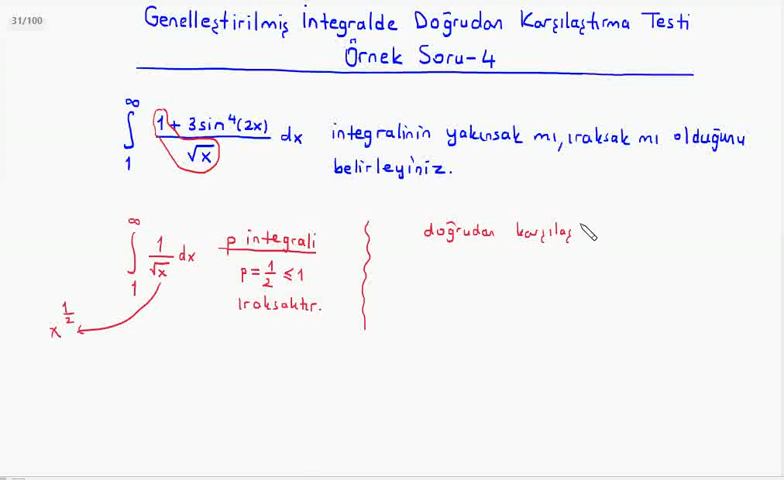 31/100
Genelleştirilmiş İntegralde Doğrudan Karşılaştırma Testi
Örnek Soru-4
∫₁^∞ (1 + 3sin⁴(2x))/√x dx integralinin yakınsak mı, ıraksak mı olduğunu
belirleyiniz.
∫₁^∞ 1/√x dx
x^(1/2)
p integrali
p = 1/2 ≤ 1
ıraksaktır.
doğrudan karşılaş